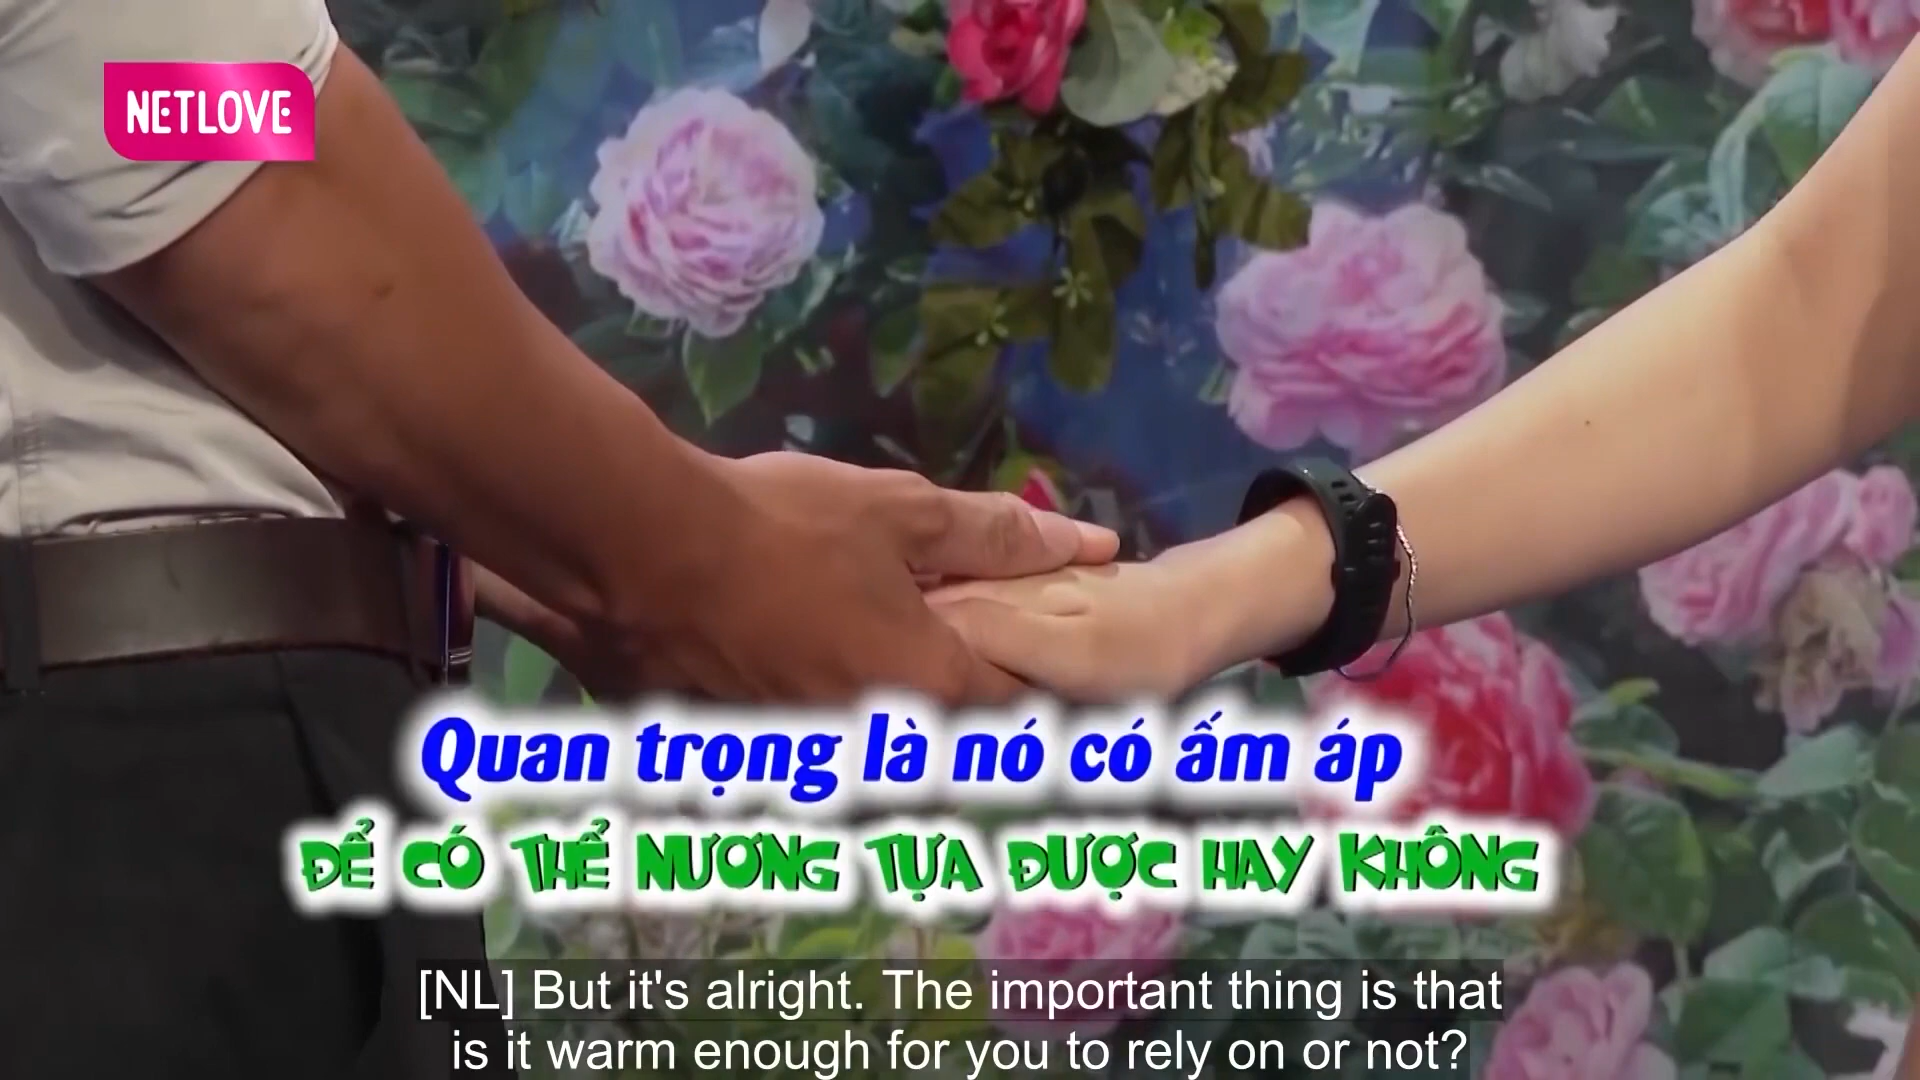 NETLOVE
Quan trọng là nó có ấm áp
ĐỂ CÓ THỂ NƯƠNG TỰA ĐƯỢC HAY KHÔNG
[NL] But it's alright. The important thing is that
is it warm enough for you to rely on or not?